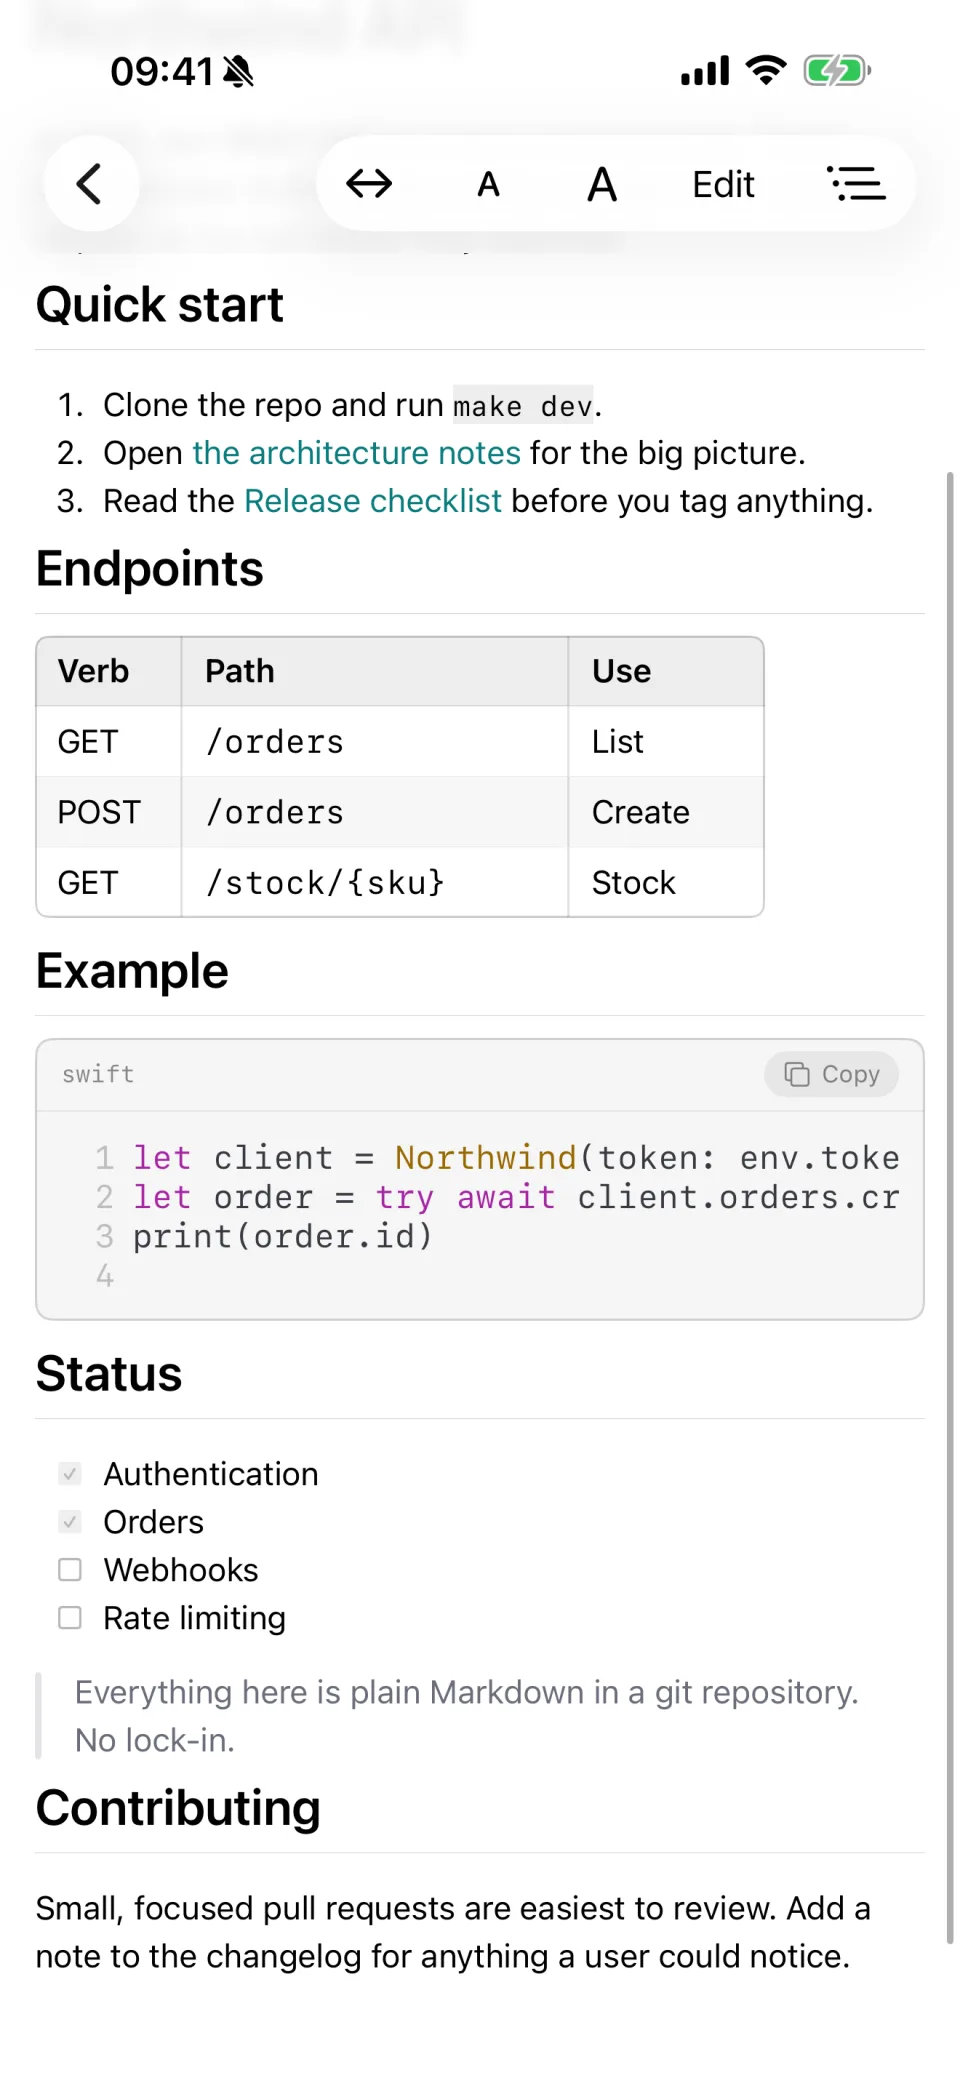 09:41
A A Edit
Quick start
1. Clone the repo and run make dev.
2. Open the architecture notes for the big picture.
3. Read the Release checklist before you tag anything.
Endpoints
Verb Path Use
GET /orders List
POST /orders Create
GET /stock/{sku} Stock
Example
swift Copy
1 let client = Northwind(token: env.toke
2 let order = try await client.orders.cr
3 print(order.id)
4
Status
Authentication
Orders
Webhooks
Rate limiting
Everything here is plain Markdown in a git repository.
No lock-in.
Contributing
Small, focused pull requests are easiest to review. Add a
note to the changelog for anything a user could notice.